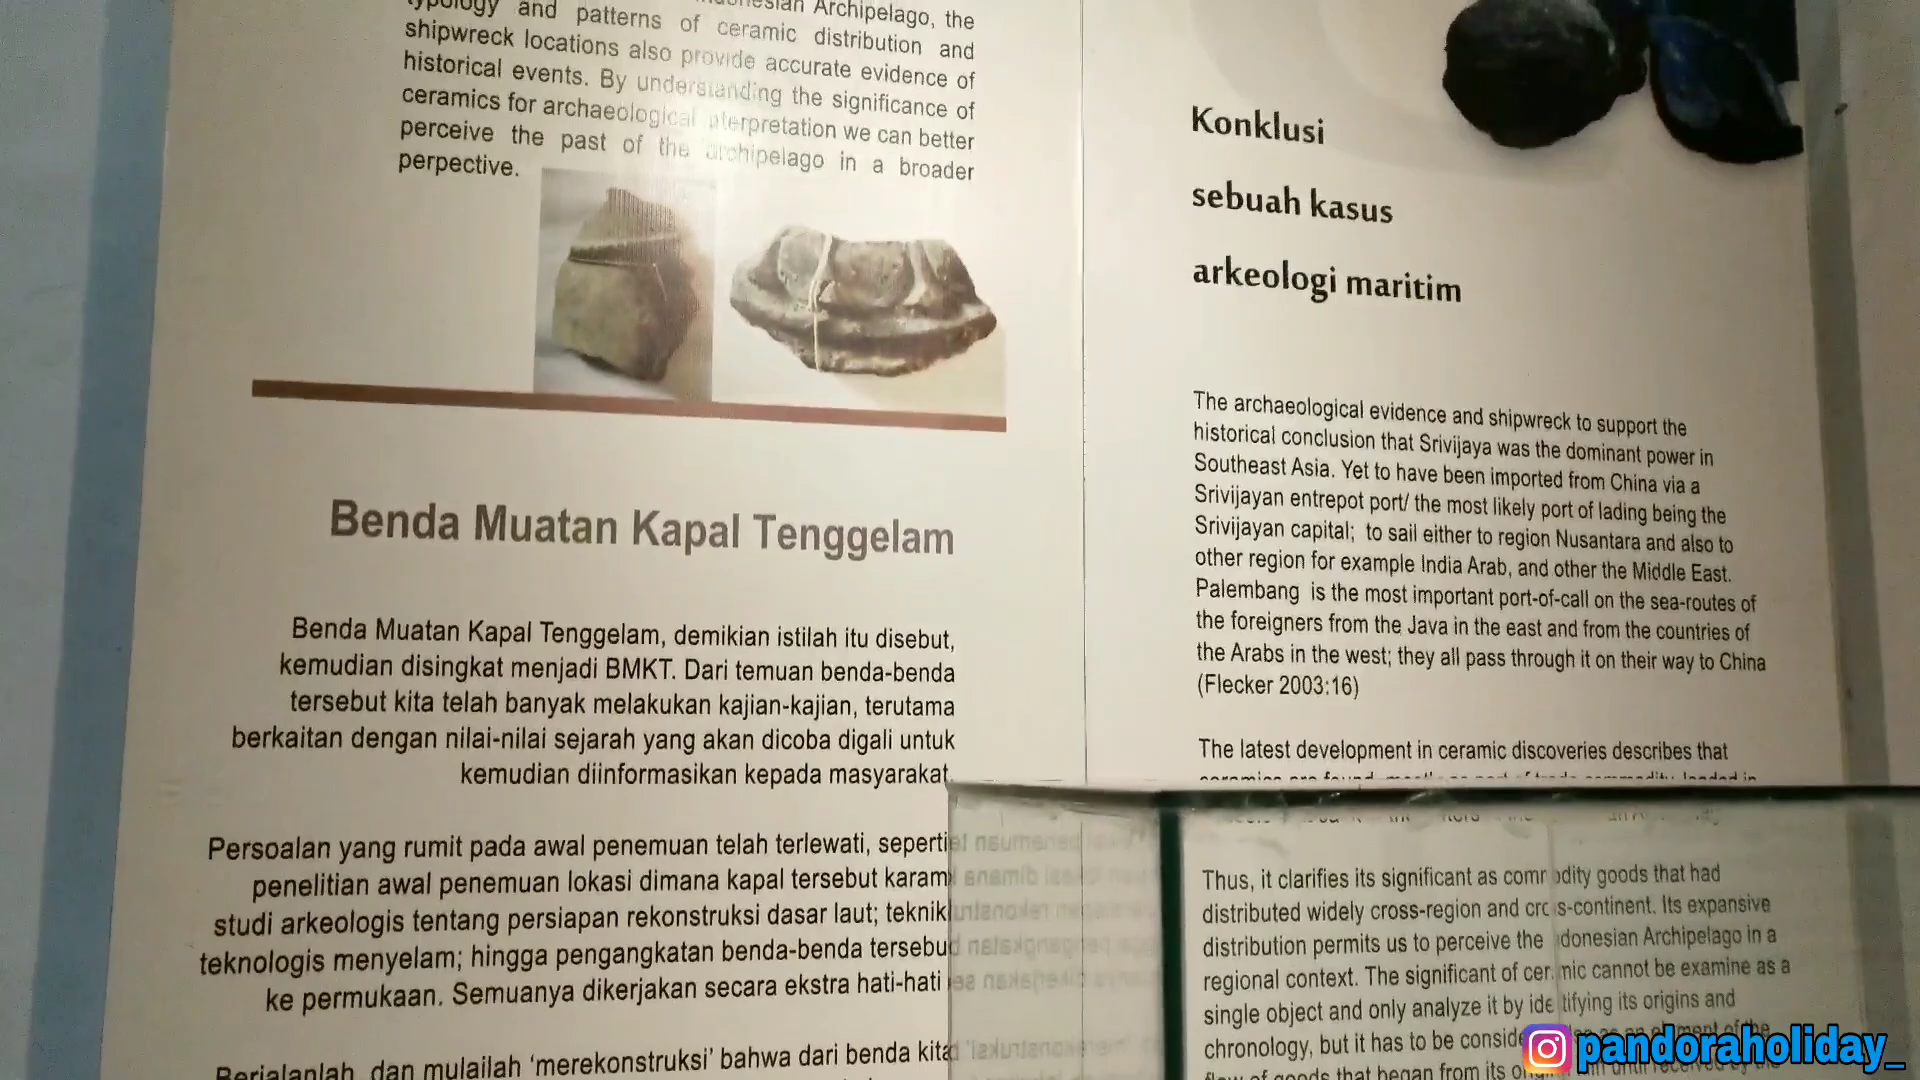 typology and patterns of ceramic distribution and
shipwreck locations also provide accurate evidence of
historical events. By understanding the significance of
ceramics for archaeological nterpretation we can better
perceive the past of the archipelago in a broader
perpective.
Benda Muatan Kapal Tenggelam
Benda Muatan Kapal Tenggelam, demikian istilah itu disebut,
kemudian disingkat menjadi BMKT. Dari temuan benda-benda
tersebut kita telah banyak melakukan kajian-kajian, terutama
berkaitan dengan nilai-nilai sejarah yang akan dicoba digali untuk
kemudian diinformasikan kepada masyarakat.
Persoalan yang rumit pada awal penemuan telah terlewati, seperti
penelitian awal penemuan lokasi dimana kapal tersebut karam
studi arkeologis tentang persiapan rekonstruksi dasar laut; teknik
teknologis menyelam; hingga pengangkatan benda-benda tersebu
ke permukaan. Semuanya dikerjakan secara ekstra hati-hati
Berjalanlah dan mulailah 'merekonstruksi' bahwa dari benda kita
Konklusi
sebuah kasus
arkeologi maritim
The archaeological evidence and shipwreck to support the
historical conclusion that Srivijaya was the dominant power in
Southeast Asia. Yet to have been imported from China via a
Srivijayan entrepot port/ the most likely port of lading being the
Srivijayan capital; to sail either to region Nusantara and also to
other region for example India Arab, and other the Middle East.
Palembang is the most important port-of-call on the sea-routes of
the foreigners from the Java in the east and from the countries of
the Arabs in the west; they all pass through it on their way to China
(Flecker 2003:16)
The latest development in ceramic discoveries describes that
Thus, it clarifies its significant as commodity goods that had
distributed widely cross-region and cross-continent. Its expansive
distribution permits us to perceive the Indonesian Archipelago in a
regional context. The significant of ceramic cannot be examine as a
single object and only analyze it by identifying its origins and
chronology, but it has to be
flow of goods that began from its
pandoraholiday_